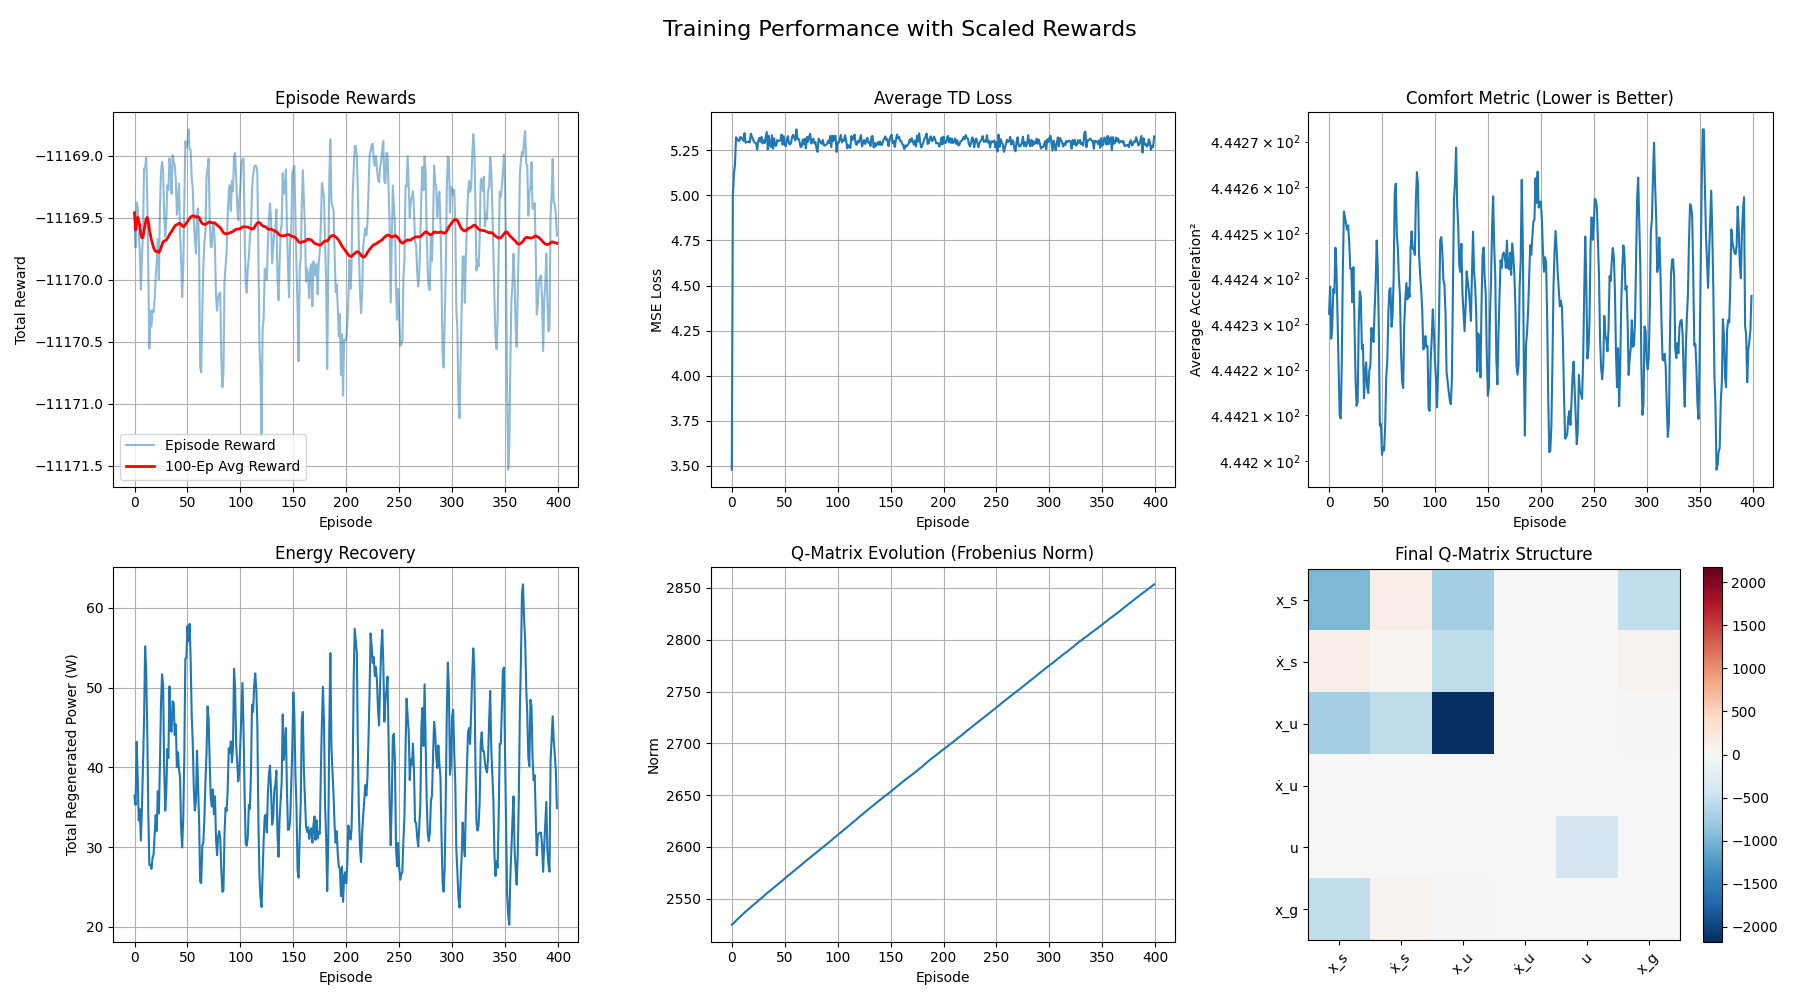 Training Performance with Scaled Rewards
Episode Rewards
Total Reward
−11169.0
−11169.5
−11170.0
−11170.5
−11171.0
−11171.5
Episode Reward
100-Ep Avg Reward
0 50 100 150 200 250 300 350 400
Episode
Average TD Loss
MSE Loss
5.25
5.00
4.75
4.50
4.25
4.00
3.75
3.50
0 50 100 150 200 250 300 350 400
Episode
Comfort Metric (Lower is Better)
Average Acceleration²
4.4427 × 10²
4.4426 × 10²
4.4425 × 10²
4.4424 × 10²
4.4423 × 10²
4.4422 × 10²
4.4421 × 10²
4.442 × 10²
0 50 100 150 200 250 300 350 400
Episode
Energy Recovery
Total Regenerated Power (W)
60
50
40
30
20
0 50 100 150 200 250 300 350 400
Episode
Q-Matrix Evolution (Frobenius Norm)
Norm
2850
2800
2750
2700
2650
2600
2550
0 50 100 150 200 250 300 350 400
Episode
Final Q-Matrix Structure
x_s
ẋ_s
x_u
ẋ_u
u
x_g
x_s ẋ_s x_u ẋ_u u x_g
2000
1500
1000
500
0
−500
−1000
−1500
−2000